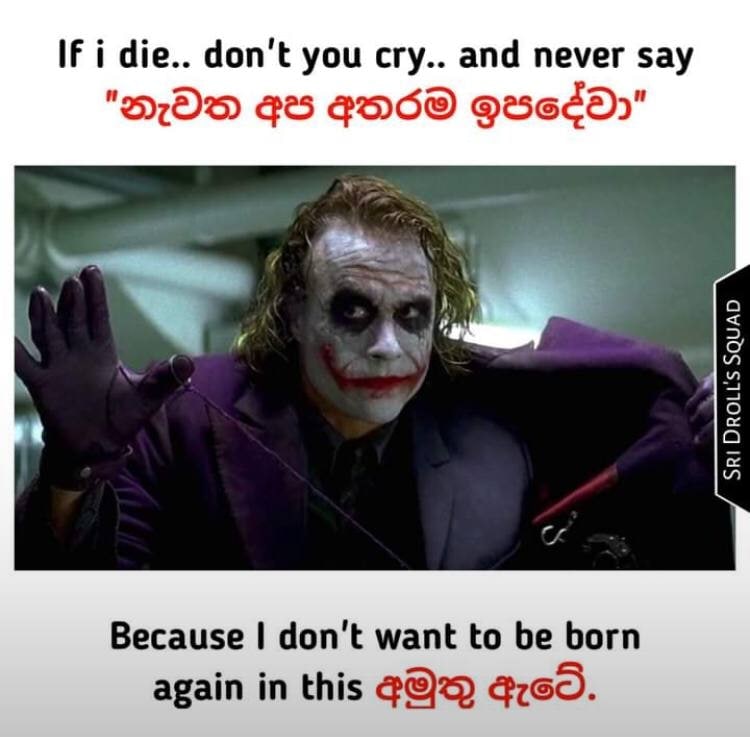 If i die.. don't you cry.. and never say
"නැවත අප අතරම ඉපදේවා"
SRI DROLL'S SQUAD
Because I don't want to be born
again in this අමුතු ඇටේ.